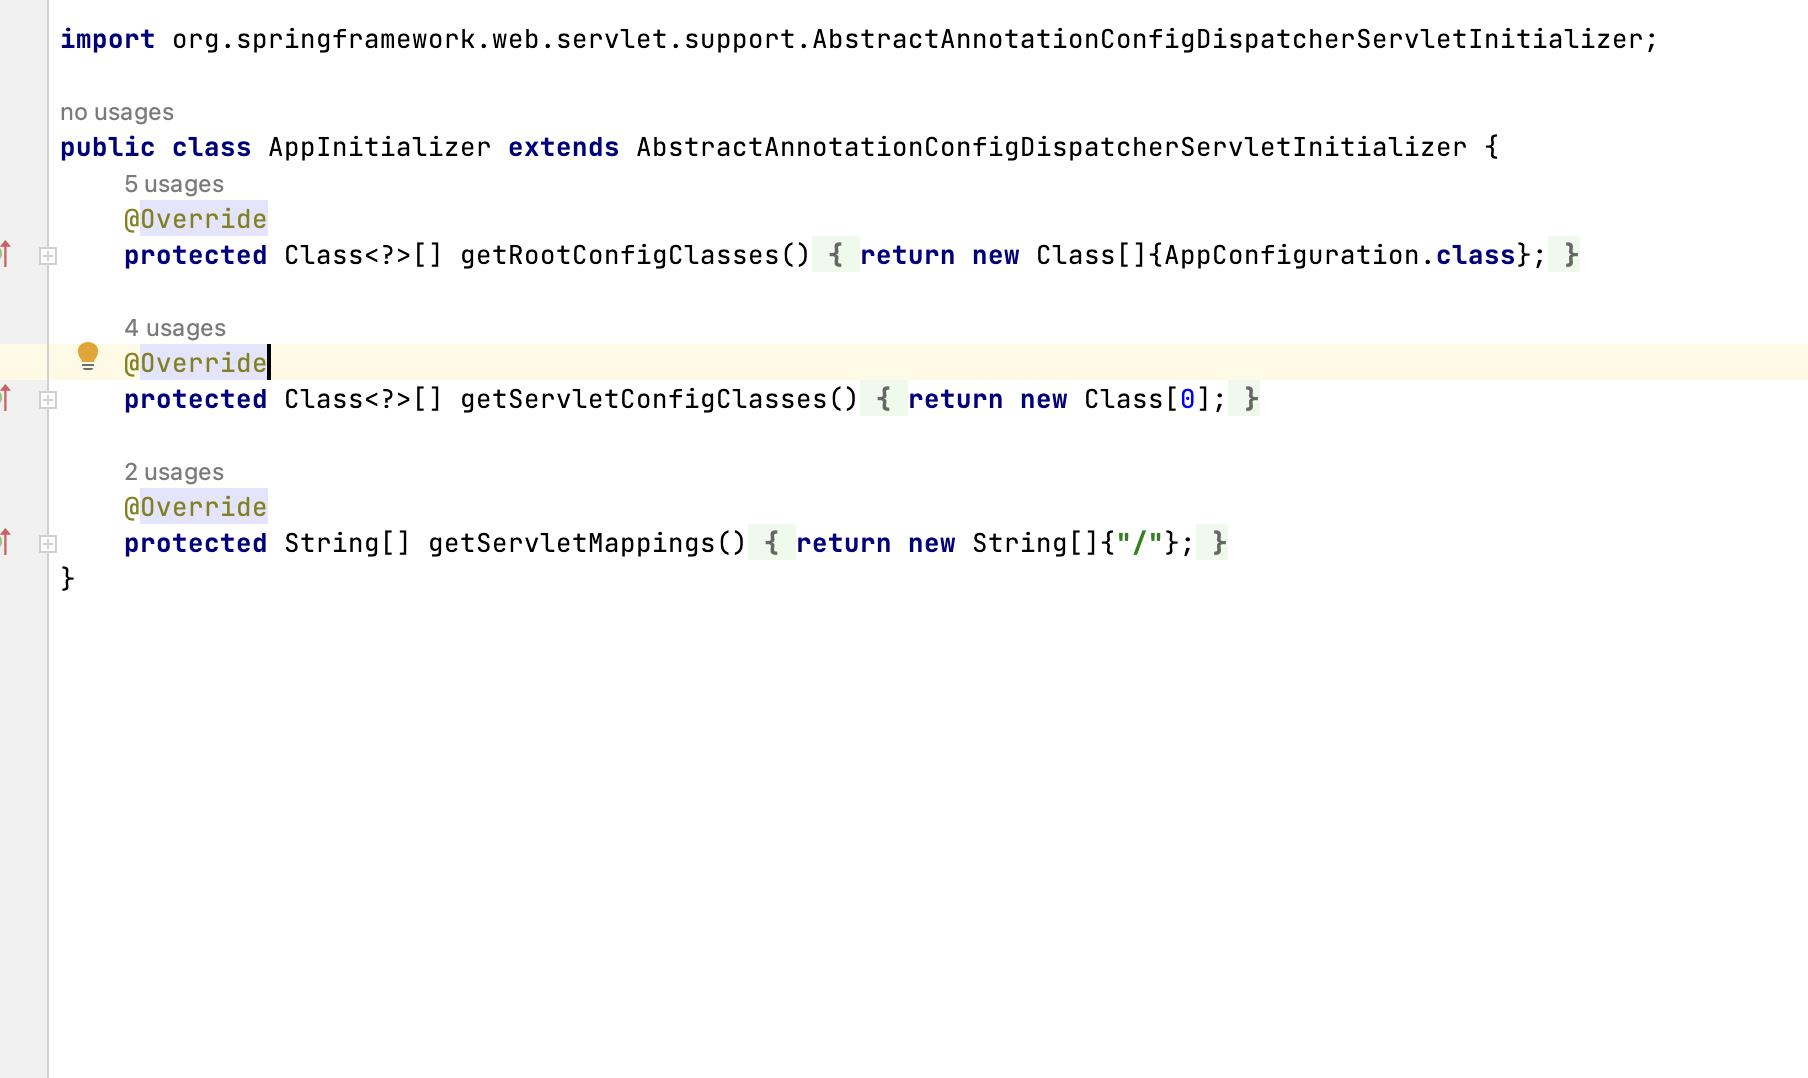 import org.springframework.web.servlet.support.AbstractAnnotationConfigDispatcherServletInitializer;
no usages
public class AppInitializer extends AbstractAnnotationConfigDispatcherServletInitializer {
5 usages
@Override
protected Class<?>[] getRootConfigClasses() { return new Class[]{AppConfiguration.class}; }
4 usages
@Override
protected Class<?>[] getServletConfigClasses() { return new Class[0]; }
2 usages
@Override
protected String[] getServletMappings() { return new String[]{"/"}; }
}